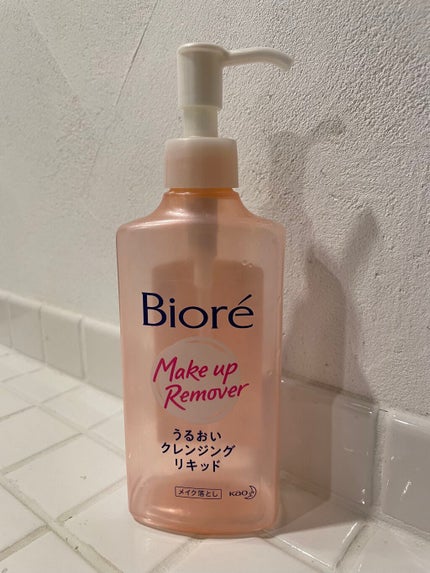 Bioré
Make up
Remover
うるおい
クレンジング
リキッド
メイク落とし Kao